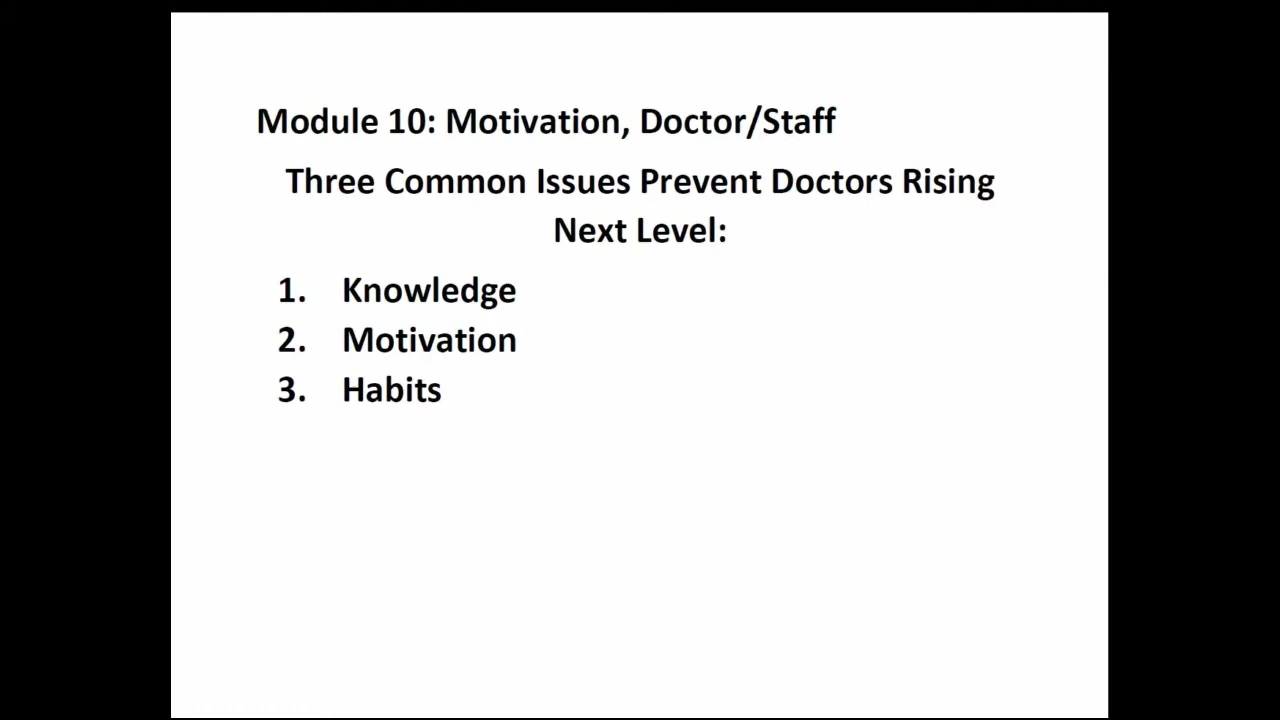 Module 10: Motivation, Doctor/Staff
Three Common Issues Prevent Doctors Rising
Next Level:
1. Knowledge
2. Motivation
3. Habits